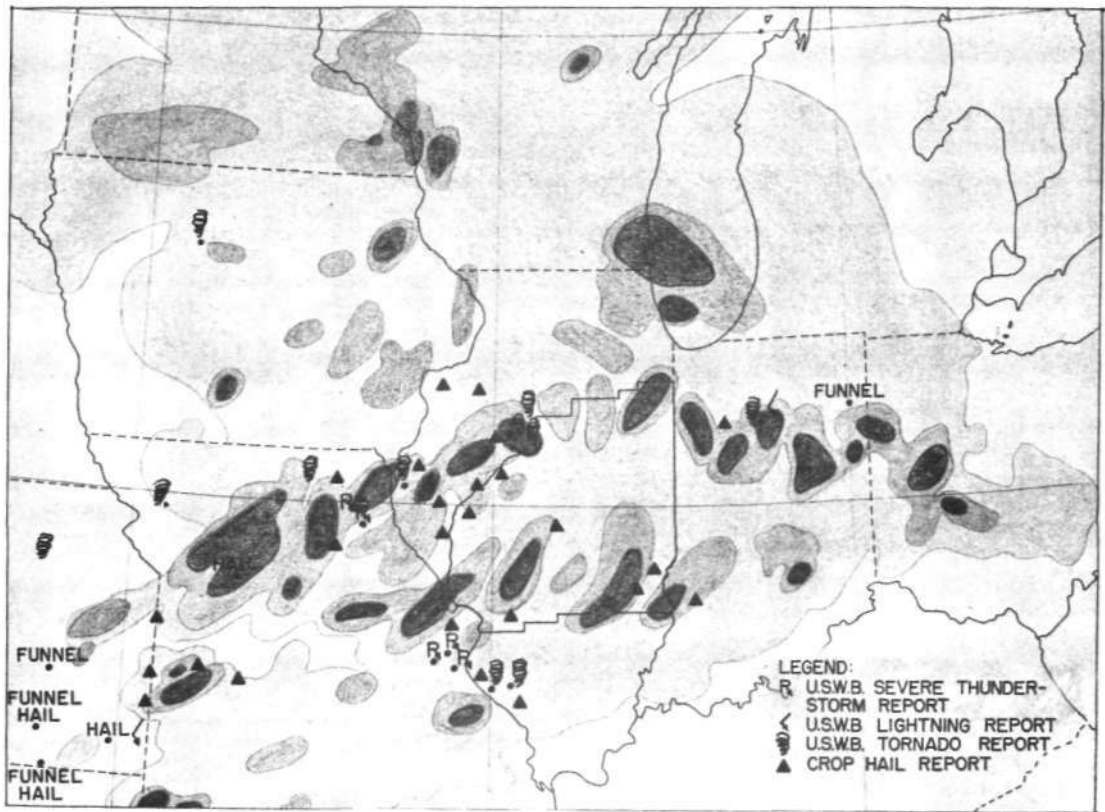 FUNNEL
HAIL
FUNNEL
FUNNEL
HAIL
HAIL
FUNNEL
HAIL
R
R
R
R
LEGEND:
R U.S.W.B. SEVERE THUNDER-
STORM REPORT
U.S.W.B LIGHTNING REPORT
U.S.W.B. TORNADO REPORT
CROP HAIL REPORT